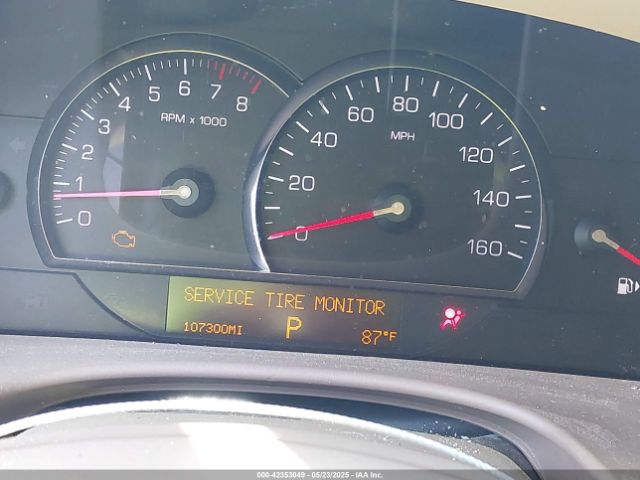 0 1 2 3 4 5 6 7 8
RPM x 1000
0 20 40 60 80 100 120 140 160
MPH
SERVICE TIRE MONITOR
107300MI P 87°F
000-42353049 - 05/23/2025 - IAA Inc.